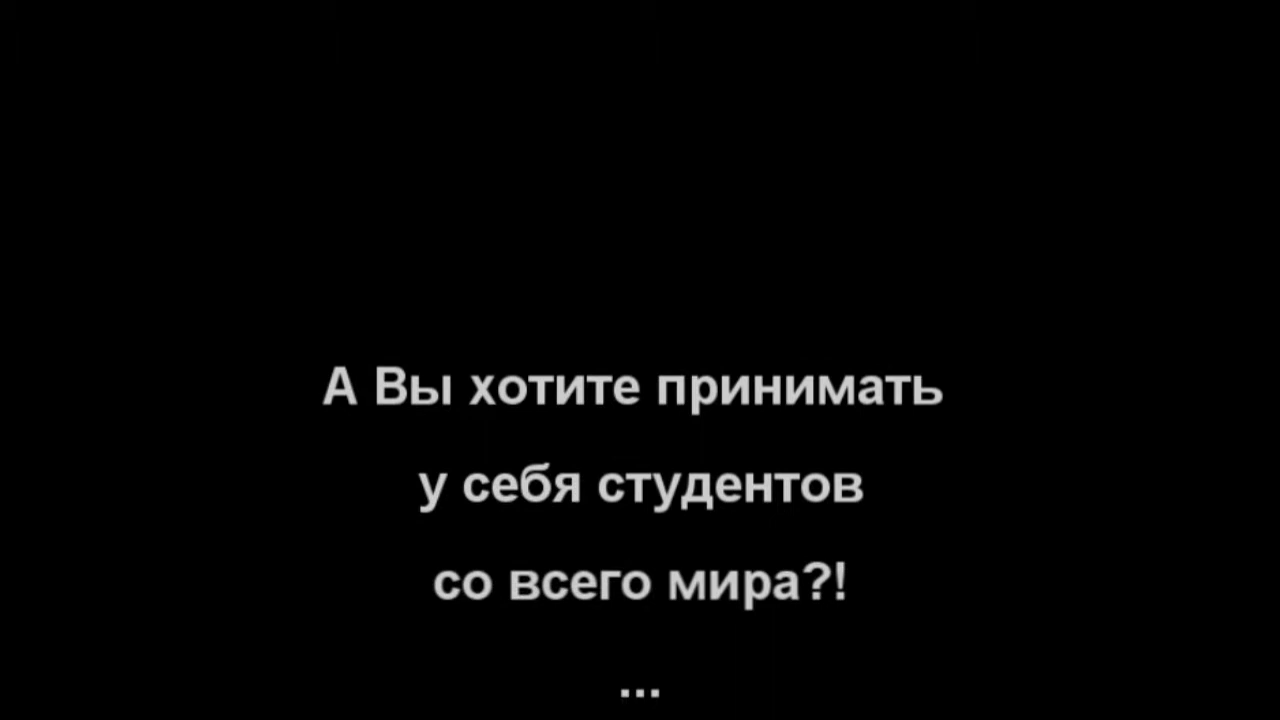 А Вы хотите принимать
у себя студентов
со всего мира?!
...